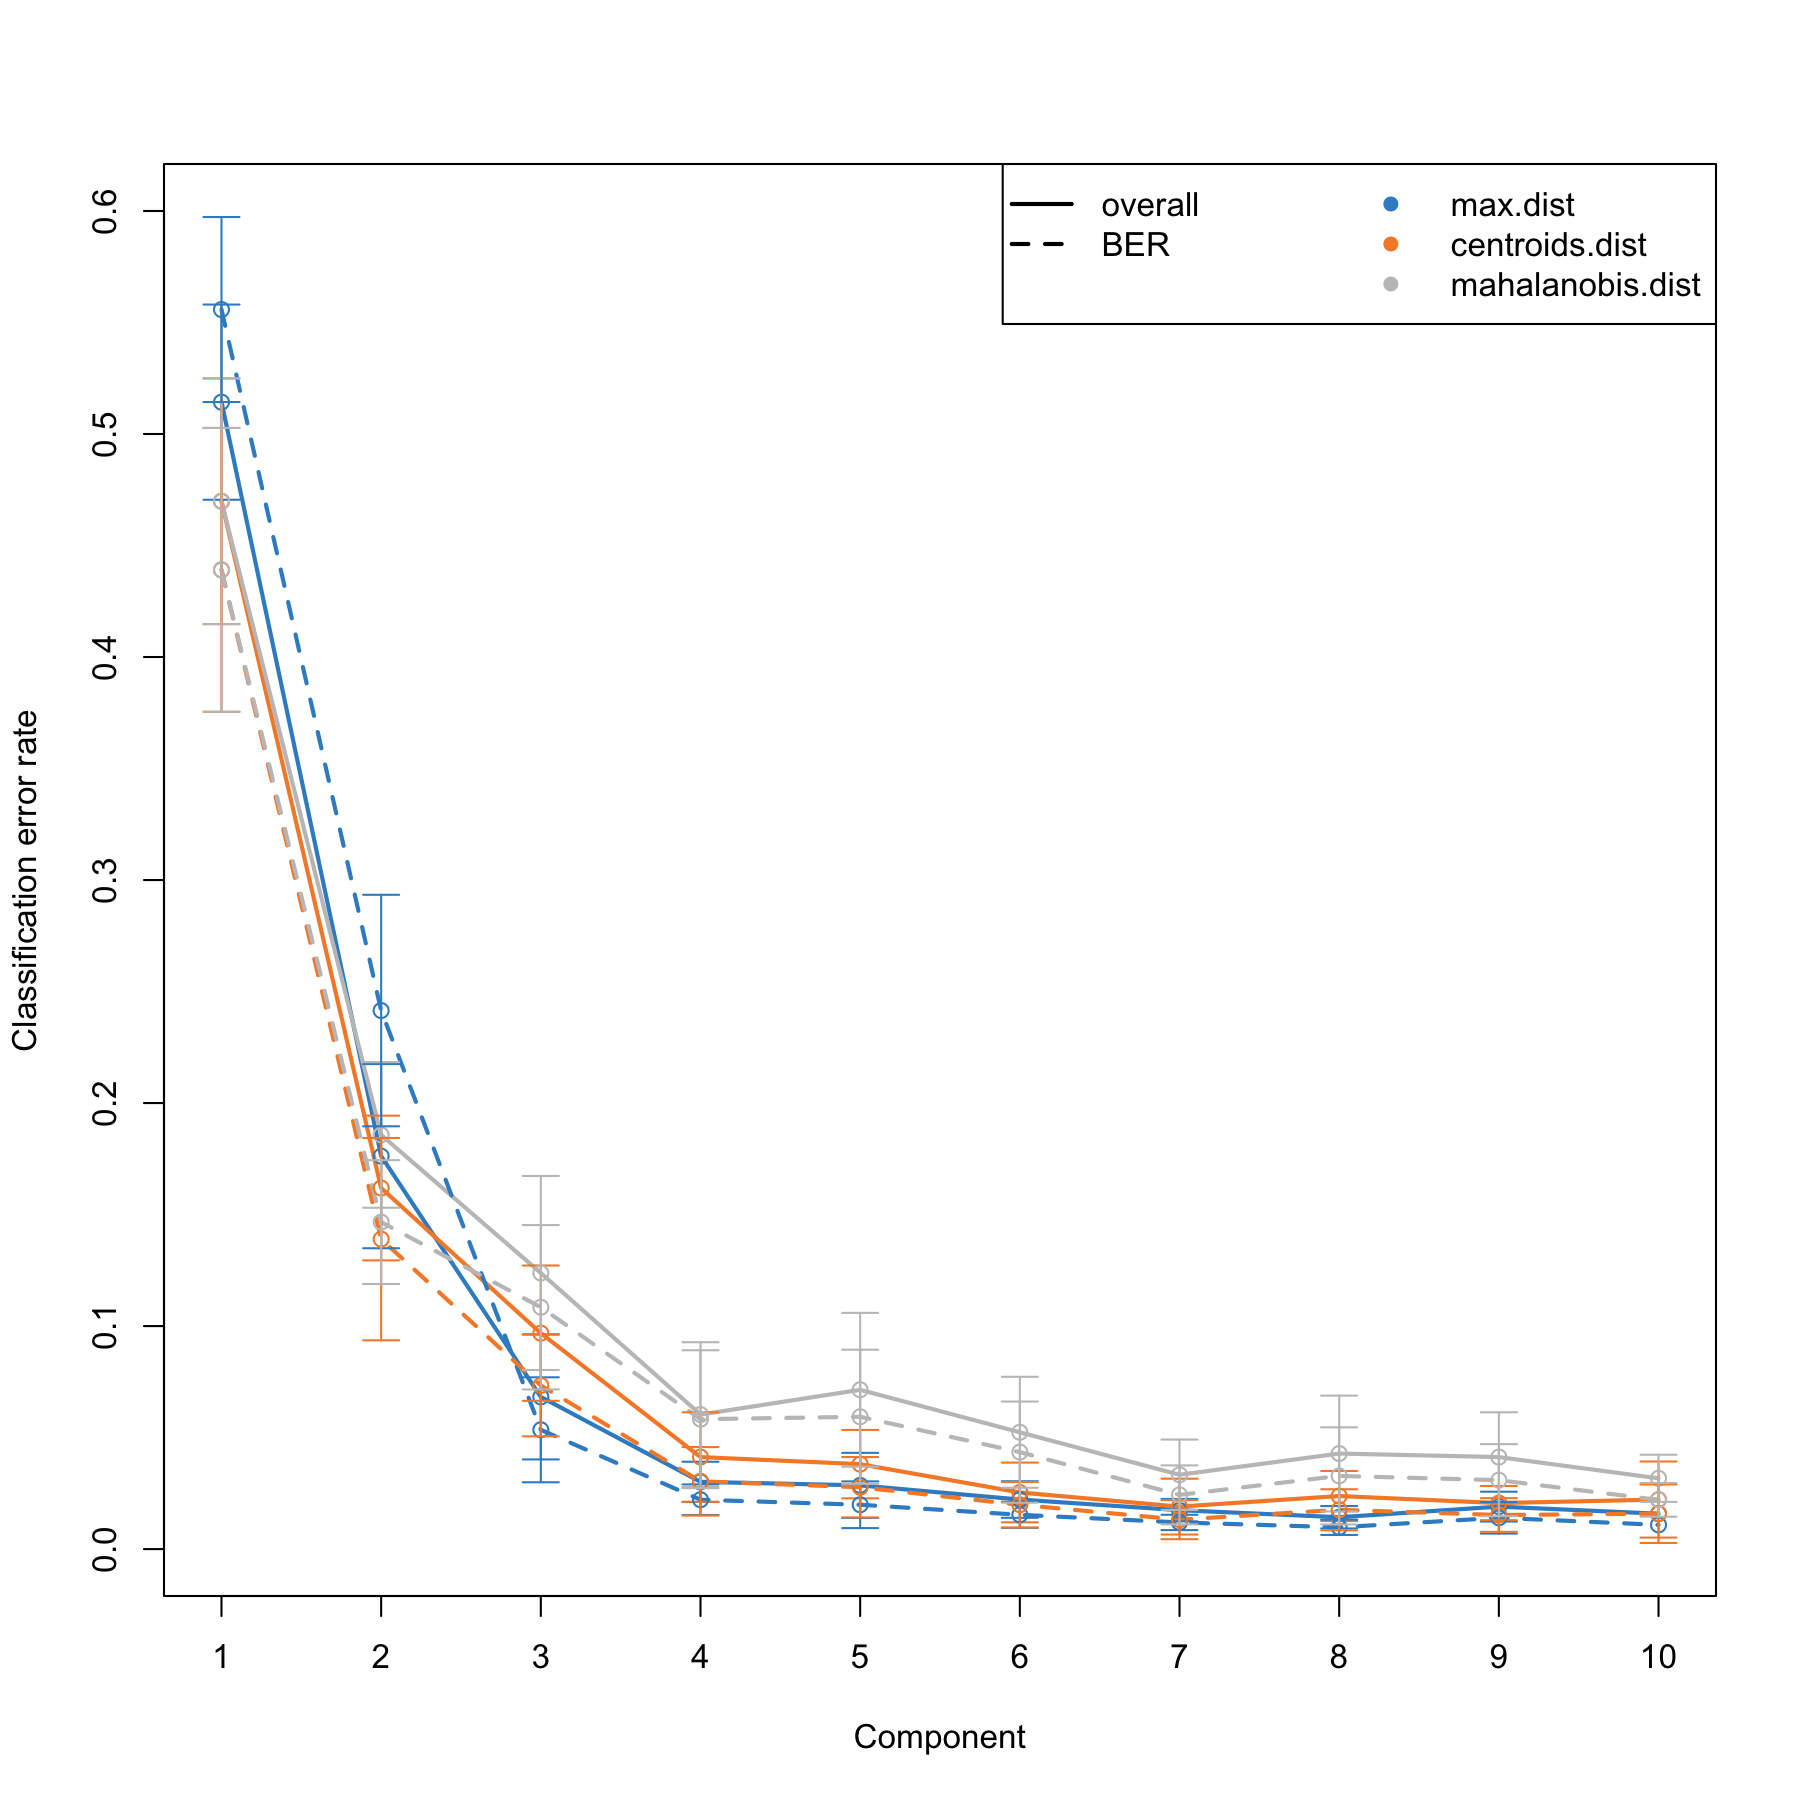 overall
BER
max.dist
centroids.dist
mahalanobis.dist
Classification error rate
0.6
0.5
0.4
0.3
0.2
0.1
0.0
1 2 3 4 5 6 7 8 9 10
Component